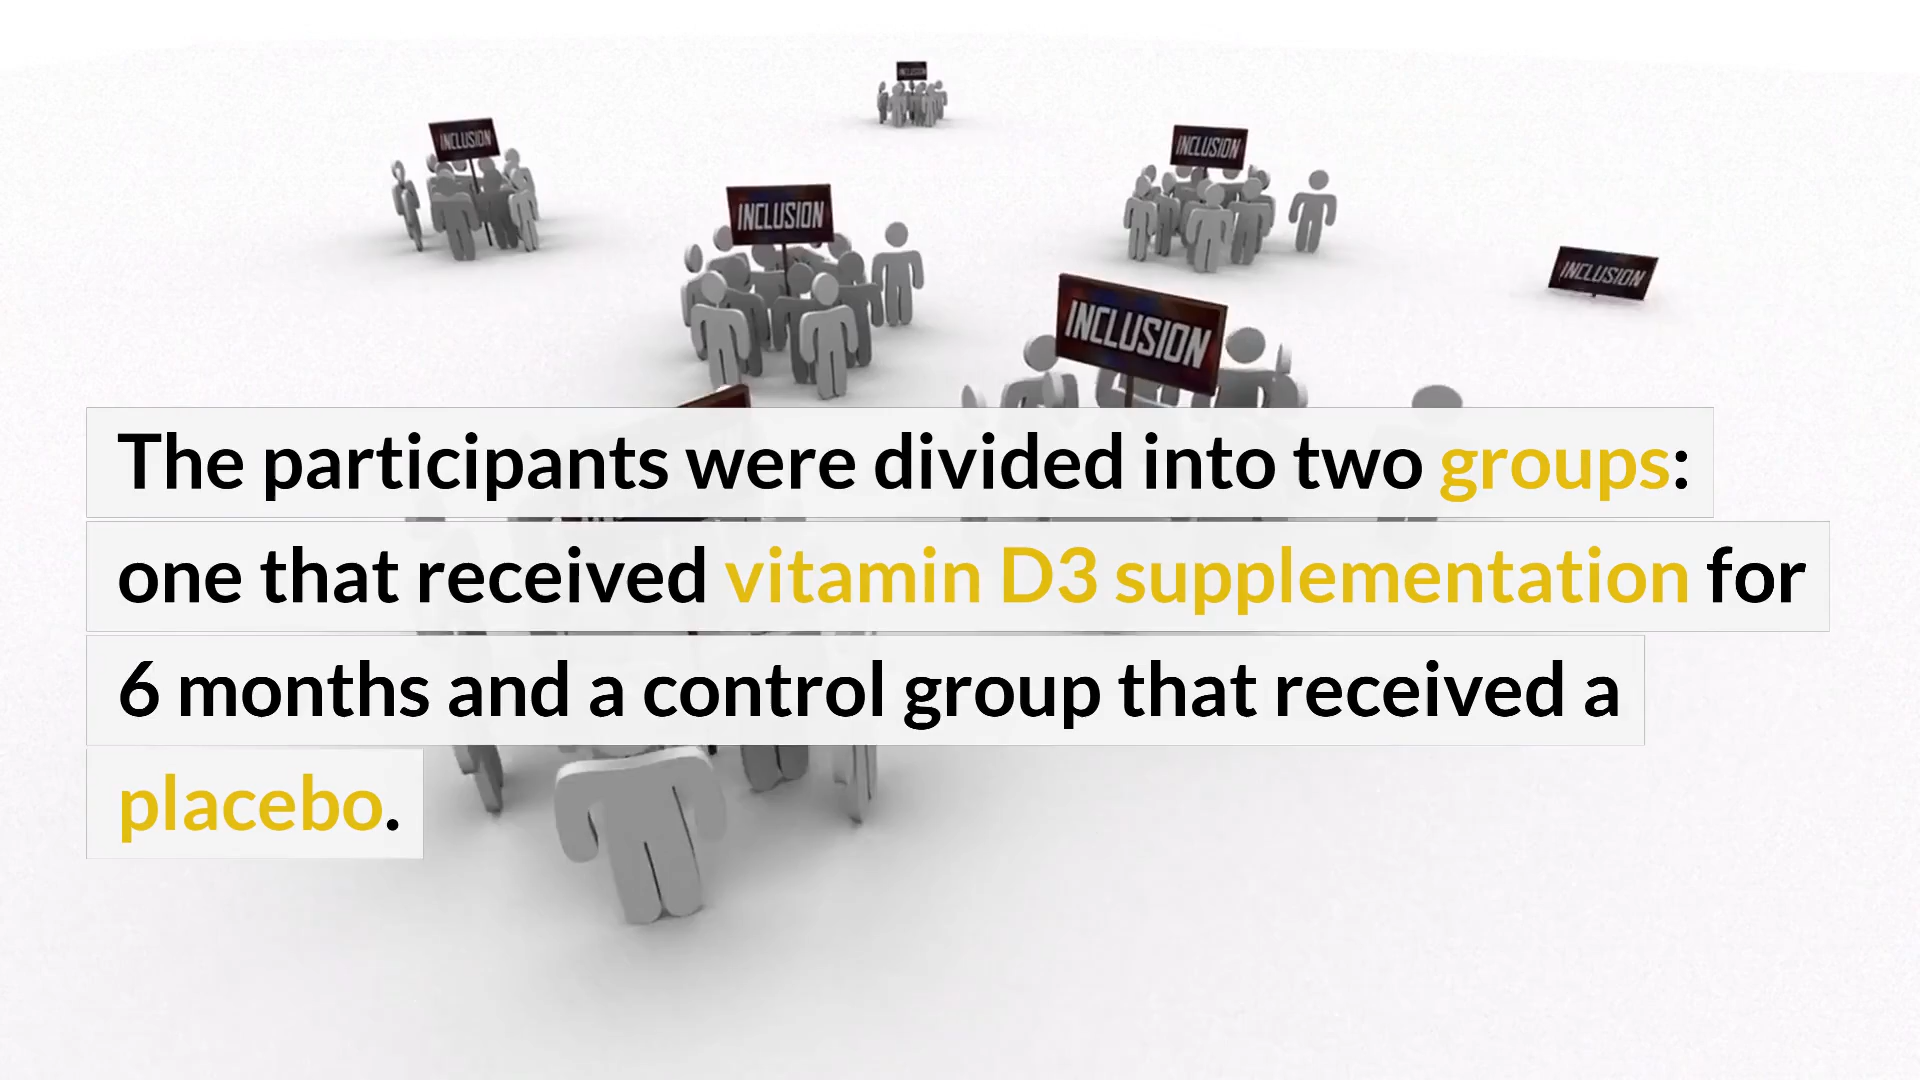 INCLUSION
INCLUSION
INCLUSION
INCLUSION
INCLUSION
INCLUSION
The participants were divided into two groups:
one that received vitamin D3 supplementation for
6 months and a control group that received a
placebo.